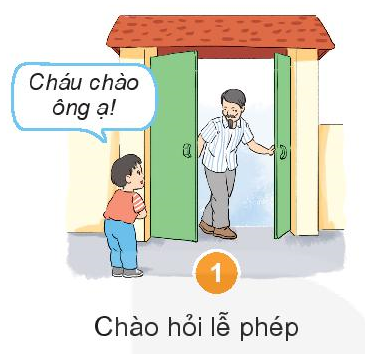 Cháu chào
ông ạ!
1
Chào hỏi lễ phép